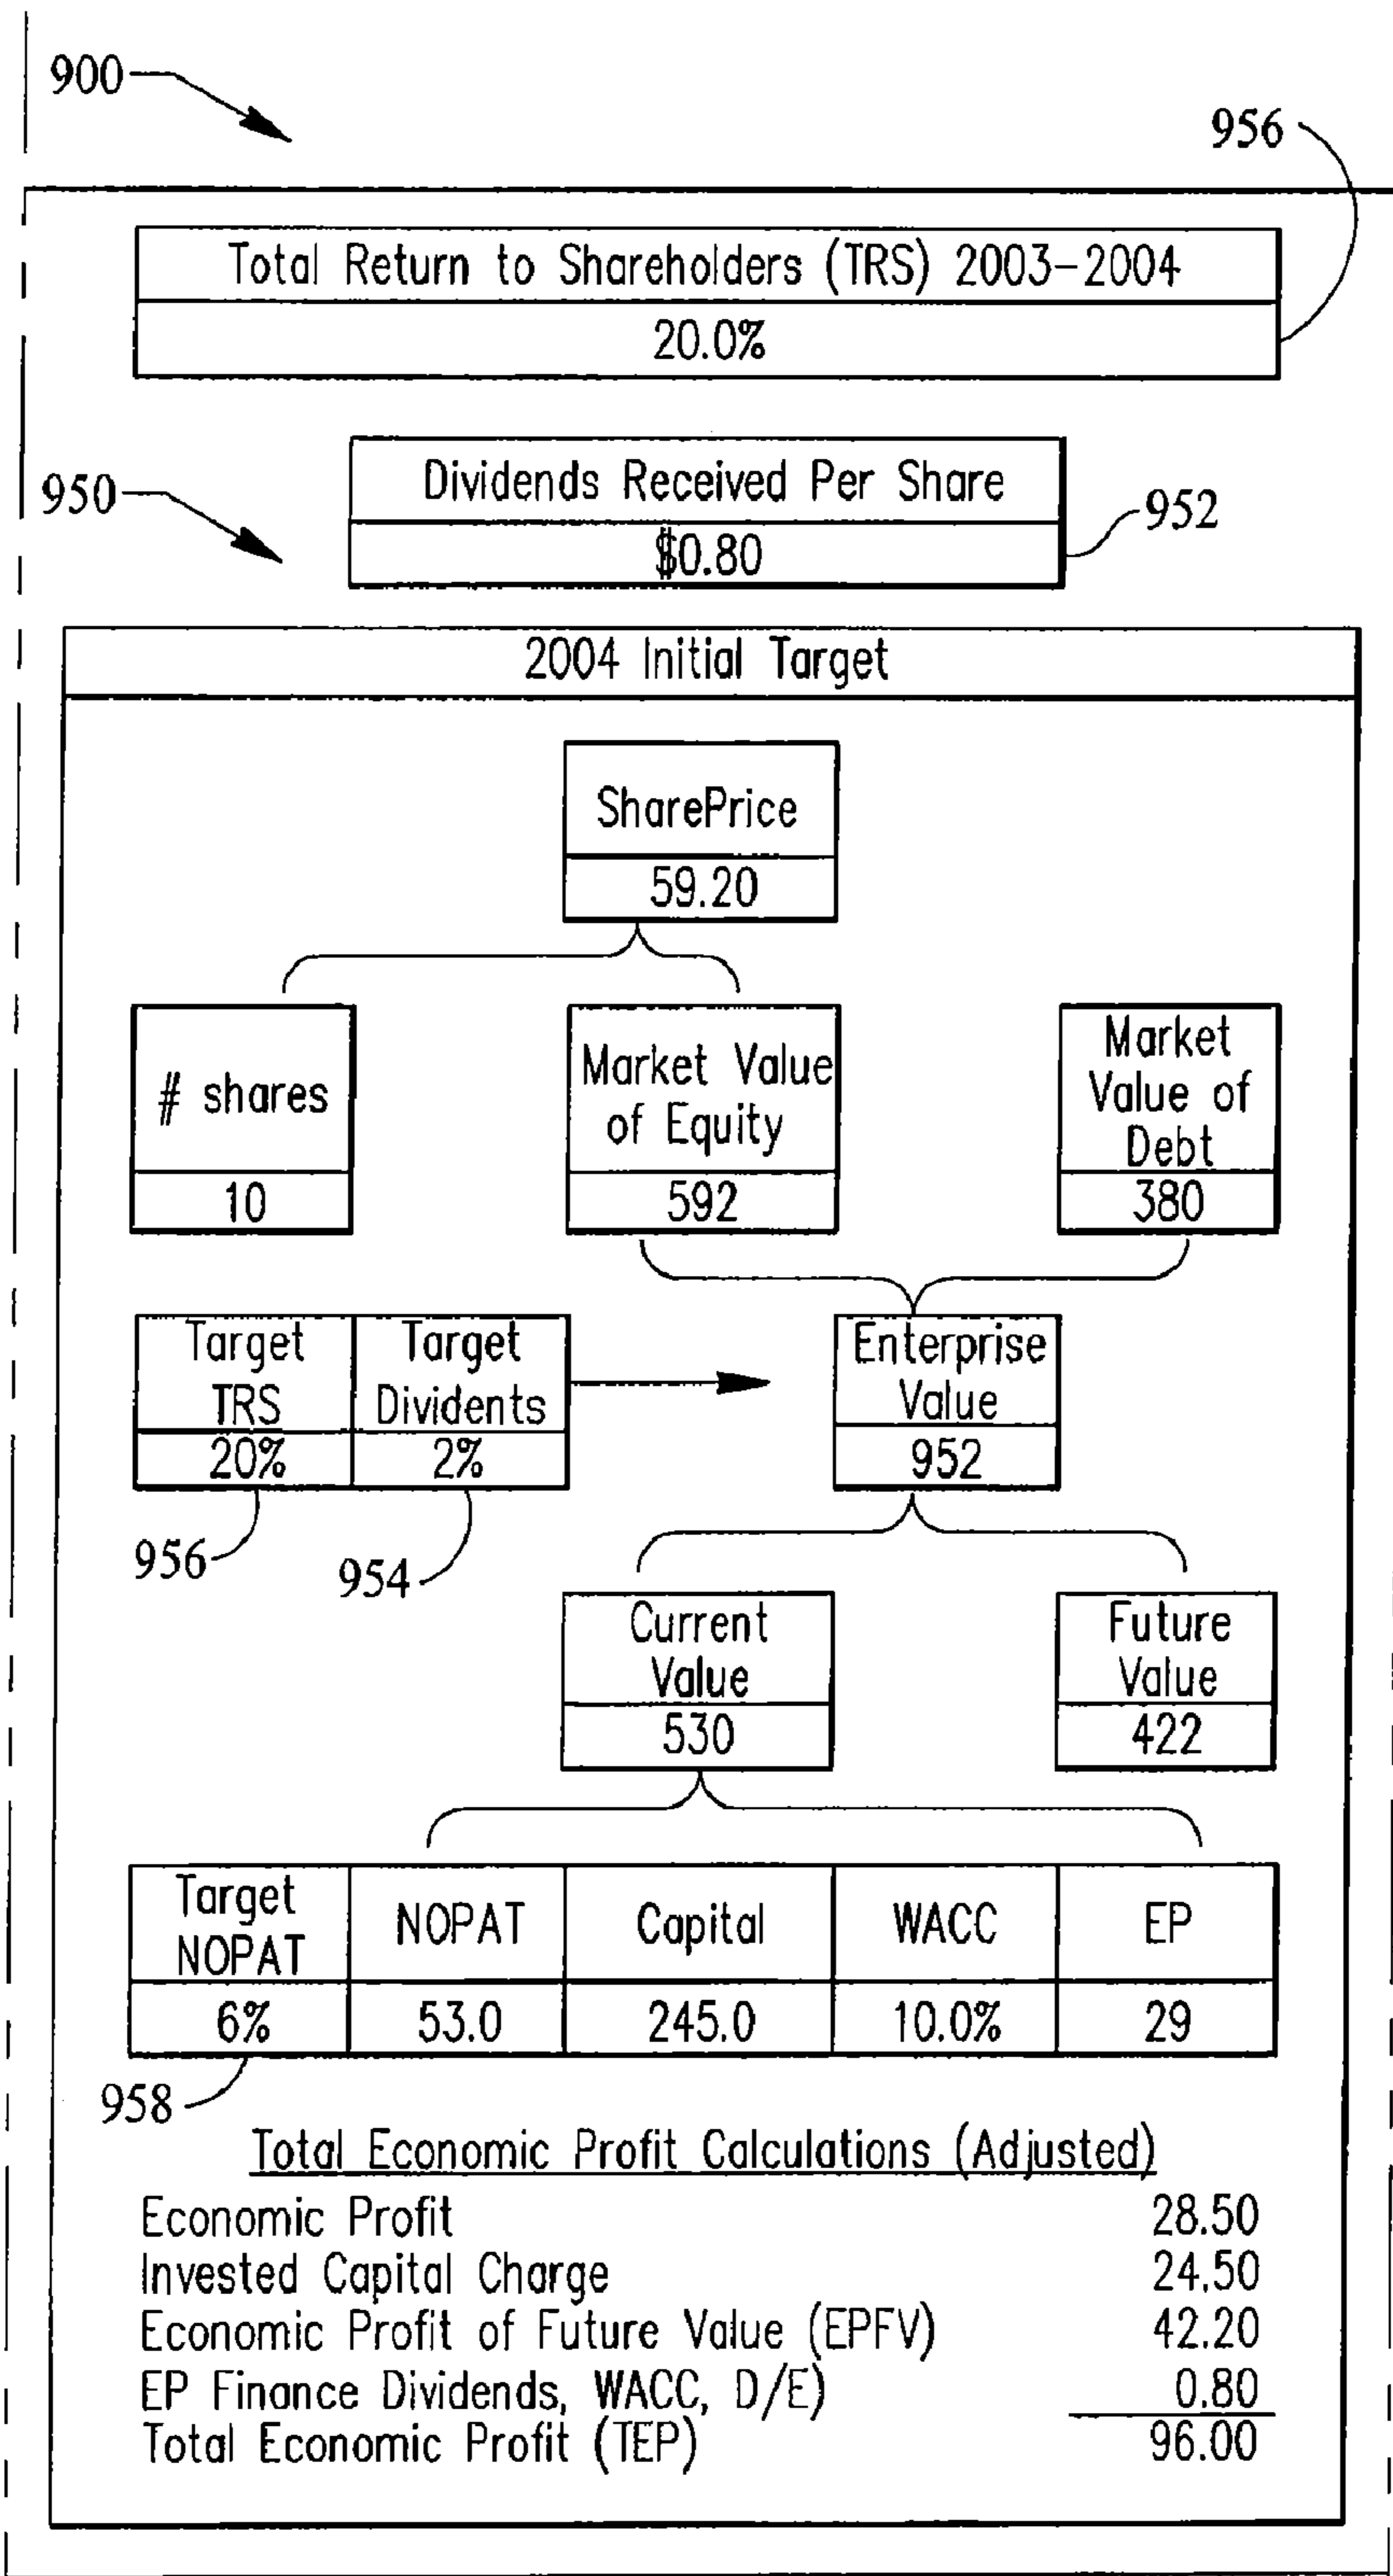 900
956
Total Return to Shareholders (TRS) 2003-2004
20.0%
950
Dividends Received Per Share
952
$0.80
2004 Initial Target
SharePrice
59.20
# shares
10
Market Value
of Equity
592
Market
Value of
Debt
380
Target
TRS
20%
Target
Dividents
2%
Enterprise
Value
952
956
954
Current
Value
530
Future
Value
422
Target
NOPAT
6%
NOPAT
53.0
Capital
245.0
WACC
10.0%
EP
29
958
Total Economic Profit Calculations (Adjusted)
Economic Profit 28.50
Invested Capital Charge 24.50
Economic Profit of Future Value (EPFV) 42.20
EP Finance Dividends, WACC, D/E) 0.80
Total Economic Profit (TEP) 96.00